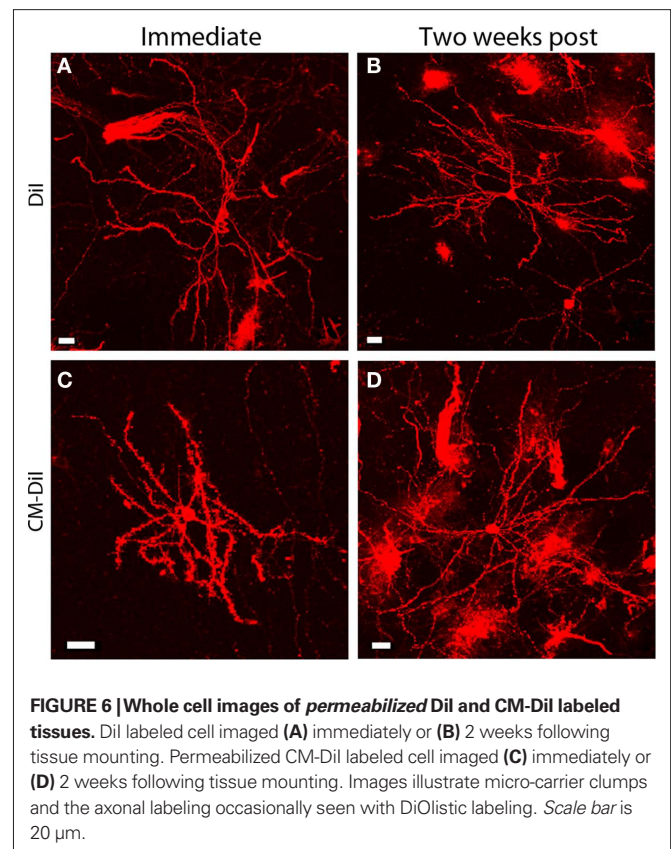 Immediate
Two weeks post
A
B
DiI
C
D
CM-DiI
FIGURE 6 | Whole cell images of permeabilized DiI and CM-DiI labeled
tissues. DiI labeled cell imaged (A) immediately or (B) 2 weeks following
tissue mounting. Permeabilized CM-DiI labeled cell imaged (C) immediately or
(D) 2 weeks following tissue mounting. Images illustrate micro-carrier clumps
and the axonal labeling occasionally seen with DiOlistic labeling. Scale bar is
20 µm.